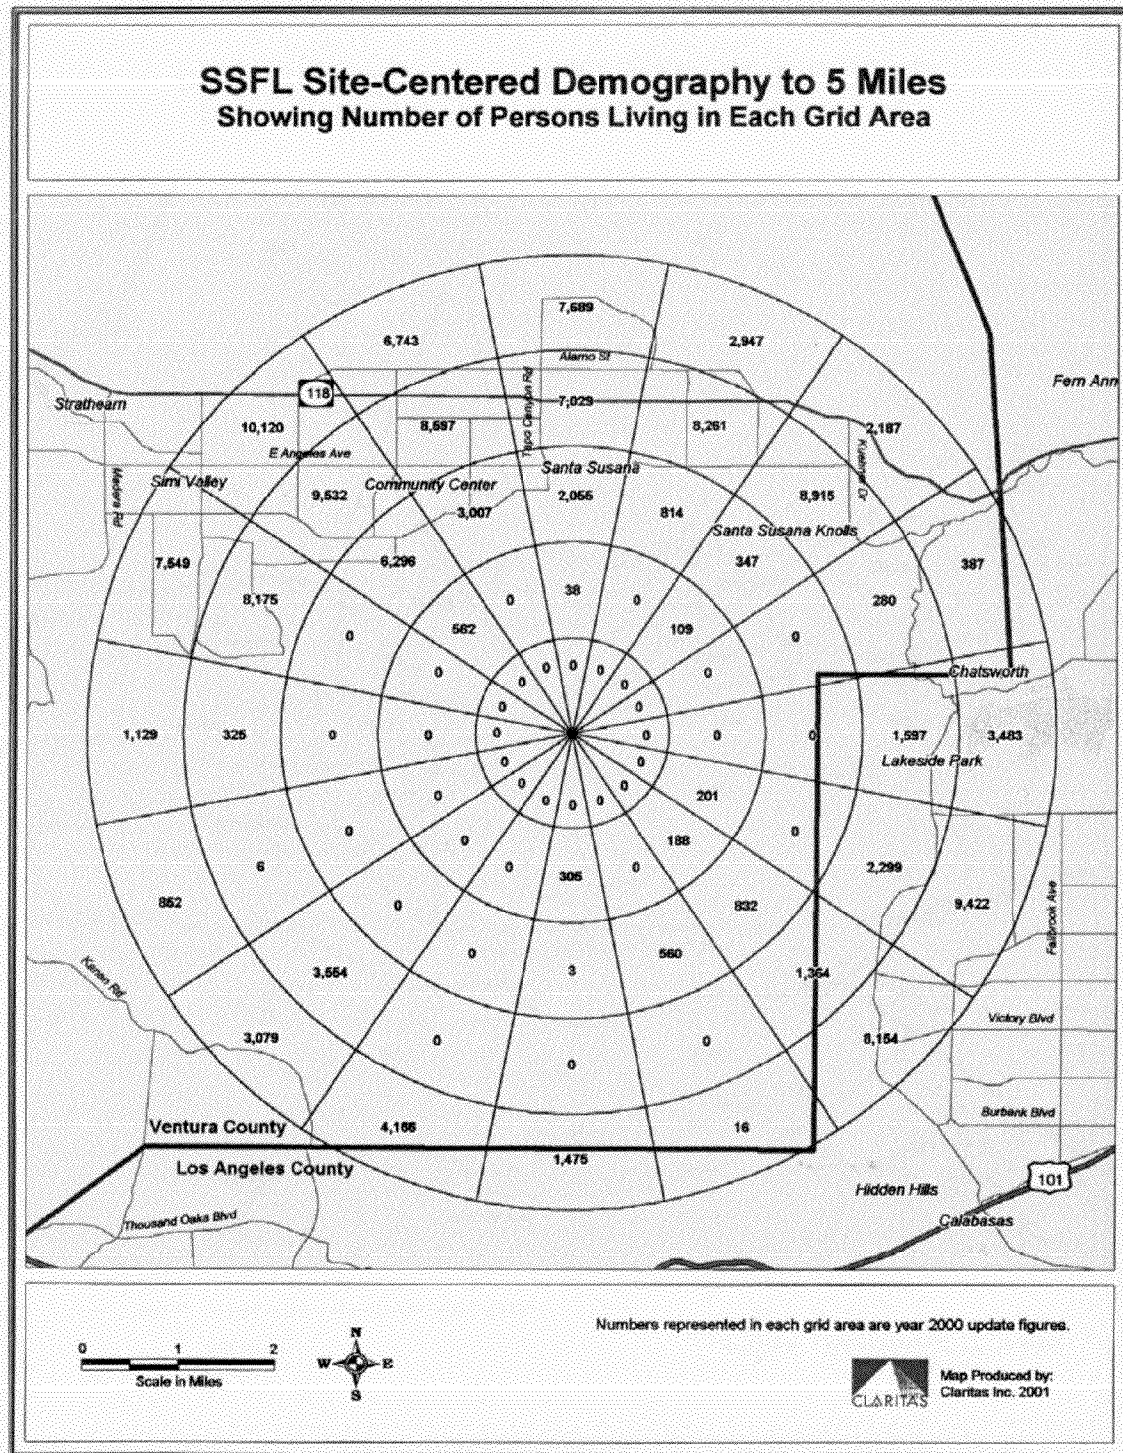 SSFL Site-Centered Demography to 5 Miles
Showing Number of Persons Living in Each Grid Area
7,689
6,743
2,947
Alamo St
Fern Ann
Tapo Canyon Rd
118
Strathearn
7,029
10,120
8,597
8,261
2,187
E Angeles Ave
Kuehner Dr
Santa Susana
Simi Valley
Community Center
Madera Rd
9,532
2,055
8,915
3,007
814
Santa Susana Knolls
7,549
6,296
347
387
8,175
0
38
0
280
562
109
0
0
0
0
0
0
0
0
Chatsworth
0
0
0
0
1,129
325
0
0
0
0
0
0
1,597
3,483
0
0
Lakeside Park
0
0
0
0
0
0
201
0
188
0
6
0
0
305
0
2,299
852
0
832
9,422
Fallbrook Ave
0
560
3,554
3
1,364
Kanan Rd
Victory Blvd
3,079
0
0
8,154
0
Burbank Blvd
Ventura County
4,166
16
Los Angeles County
1,475
101
Hidden Hills
Thousand Oaks Blvd
Calabasas
Numbers represented in each grid area are year 2000 update figures.
0 1 2
Scale in Miles
N
W E
S
CLARITAS
Map Produced by:
Claritas Inc. 2001